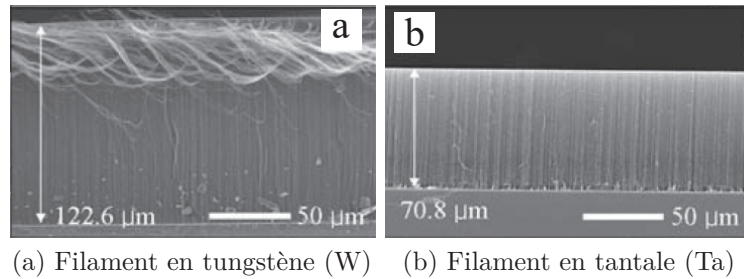 a
122.6 μm
50 μm
(a) Filament en tungstène (W)
b
70.8 μm
50 μm
(b) Filament en tantale (Ta)